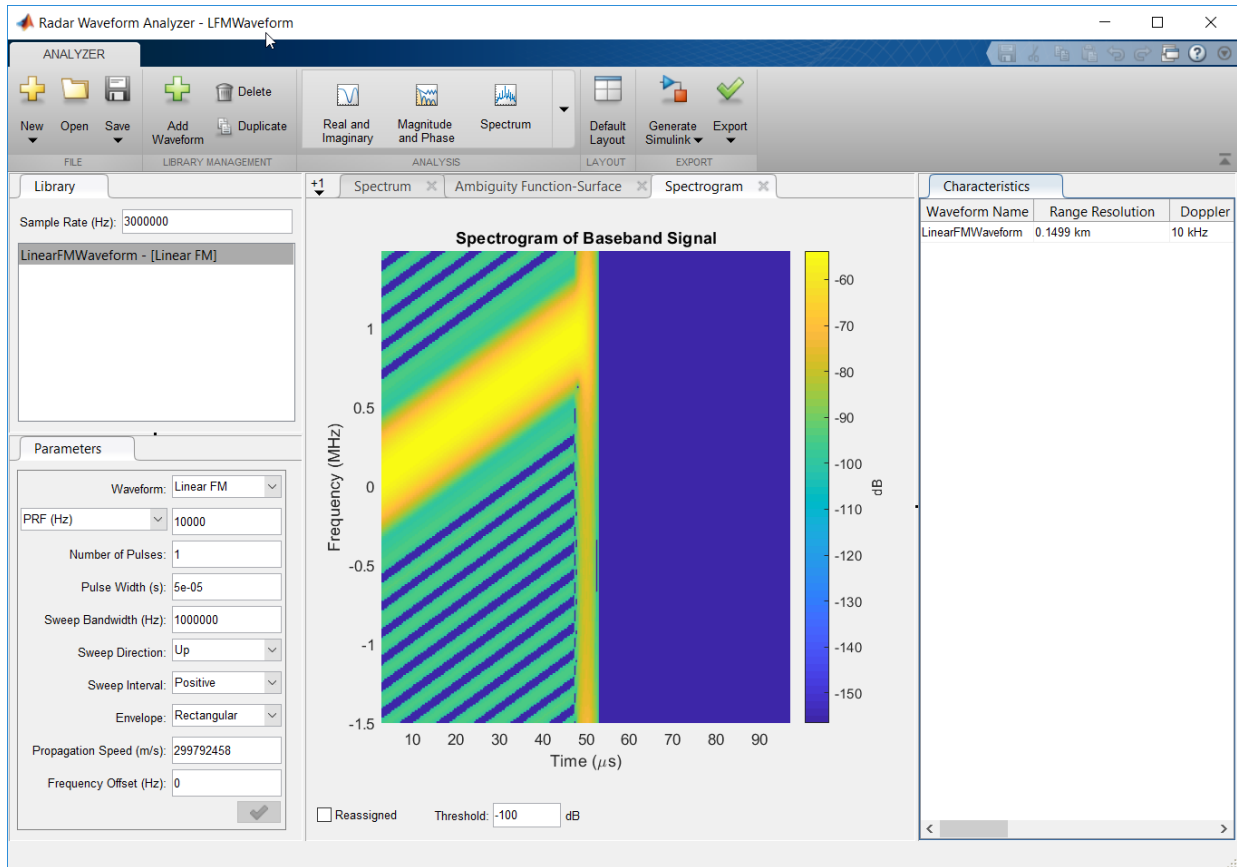 Radar Waveform Analyzer - LFMWaveform
ANALYZER
New
Open
Save
FILE
Add
Waveform
Delete
Duplicate
LIBRARY MANAGEMENT
Real and
Imaginary
Magnitude
and Phase
Spectrum
ANALYSIS
Default
Layout
LAYOUT
Generate
Simulink
Export
EXPORT
Library
Sample Rate (Hz): 3000000
LinearFMWaveform - [Linear FM]
Parameters
Waveform: Linear FM
PRF (Hz) 10000
Number of Pulses: 1
Pulse Width (s): 5e-05
Sweep Bandwidth (Hz): 1000000
Sweep Direction: Up
Sweep Interval: Positive
Envelope: Rectangular
Propagation Speed (m/s): 299792458
Frequency Offset (Hz): 0
+1 Spectrum Ambiguity Function-Surface Spectrogram
Spectrogram of Baseband Signal
Frequency (MHz)
1
0.5
0
-0.5
-1
-1.5
10 20 30 40 50 60 70 80 90
Time (μs)
-60
-70
-80
-90
-100
-110
-120
-130
-140
-150
dB
Reassigned Threshold: -100 dB
Characteristics
Waveform Name Range Resolution Doppler
LinearFMWaveform 0.1499 km 10 kHz